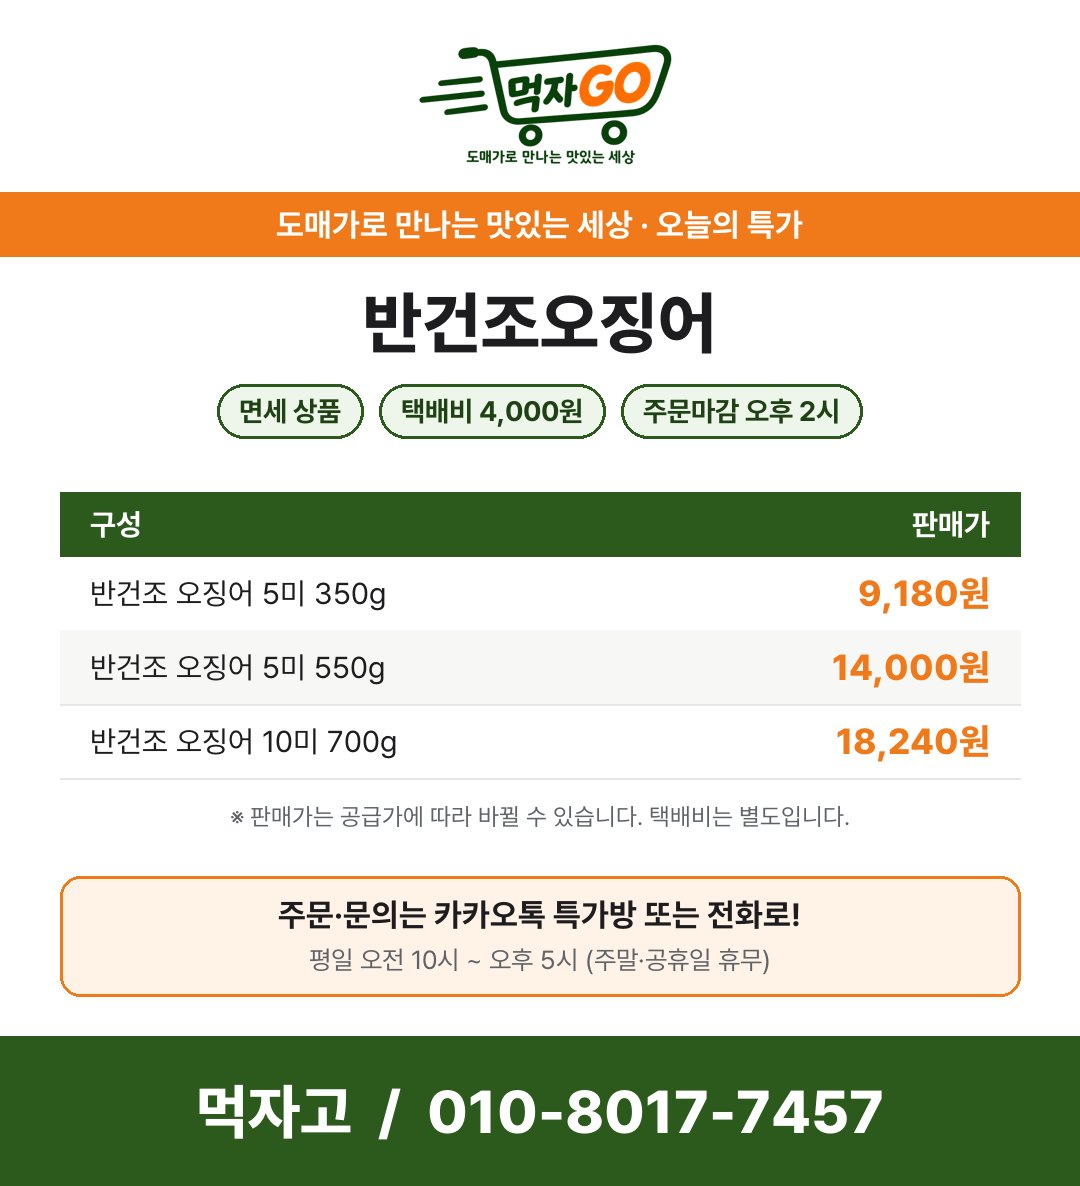 먹자GO
도매가로 만나는 맛있는 세상
도매가로 만나는 맛있는 세상 · 오늘의 특가
반건조오징어
면세 상품 택배비 4,000원 주문마감 오후 2시
구성 판매가
반건조 오징어 5미 350g 9,180원
반건조 오징어 5미 550g 14,000원
반건조 오징어 10미 700g 18,240원
※ 판매가는 공급가에 따라 바뀔 수 있습니다. 택배비는 별도입니다.
주문·문의는 카카오톡 특가방 또는 전화로!
평일 오전 10시 ~ 오후 5시 (주말·공휴일 휴무)
먹자고 / 010-8017-7457